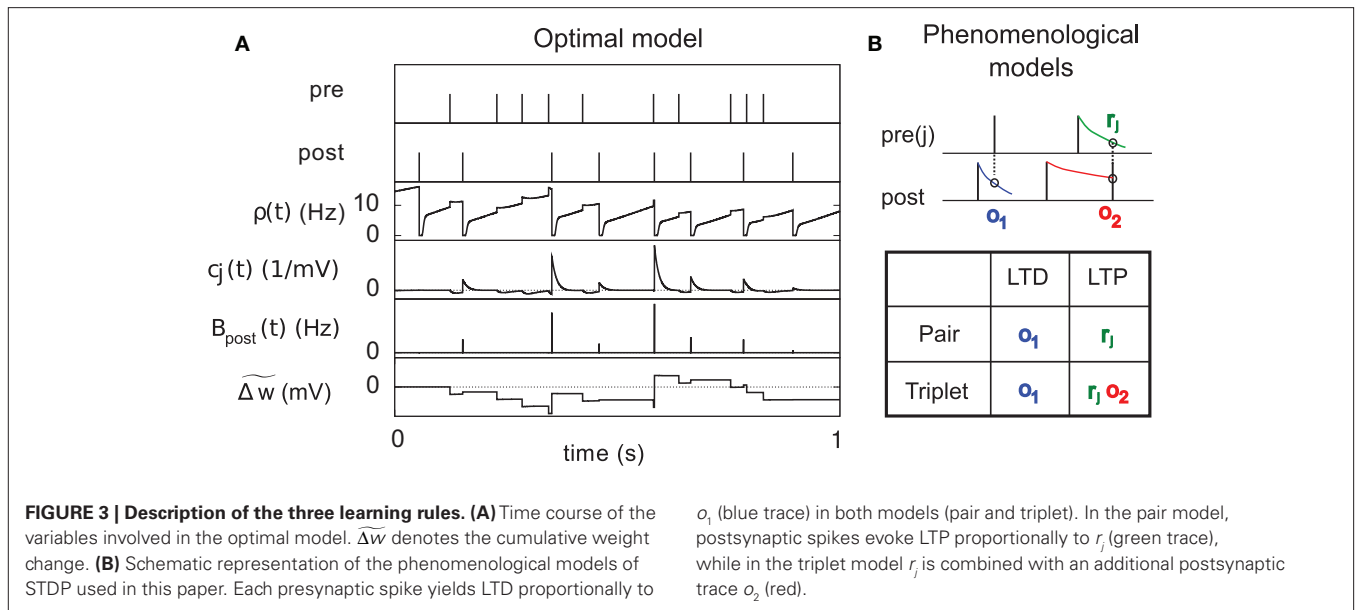 A
Optimal model
pre
post
ρ(t) (Hz)
10
0
cj(t) (1/mV)
0
B_post(t) (Hz)
0
Δw (mV)
0
0
1
time (s)
B
Phenomenological
models
pre(j)
rj
post
o1
o2
LTD LTP
Pair o1 rj
Triplet o1 rj o2
FIGURE 3 | Description of the three learning rules. (A) Time course of the
variables involved in the optimal model. Δw denotes the cumulative weight
change. (B) Schematic representation of the phenomenological models of
STDP used in this paper. Each presynaptic spike yields LTD proportionally to
o1 (blue trace) in both models (pair and triplet). In the pair model,
postsynaptic spikes evoke LTP proportionally to rj (green trace),
while in the triplet model rj is combined with an additional postsynaptic
trace o2 (red).